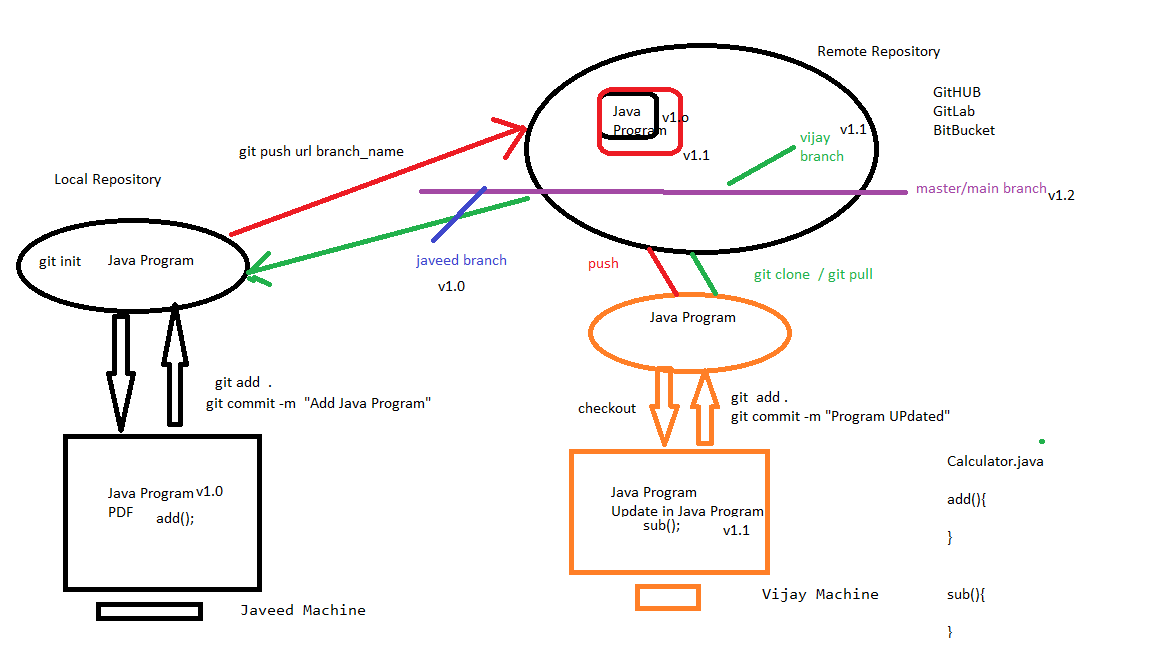 Remote Repository
GitHUB
GitLab
BitBucket
Java
Program
v1.o
v1.1
vijay
branch
v1.1
master/main branch
v1.2
git push url branch_name
Local Repository
git init
Java Program
javeed branch
v1.0
push
git clone / git pull
Java Program
git add .
git commit -m "Add Java Program"
checkout
git add .
git commit -m "Program UPdated"
Java Program v1.0
PDF
add();
Javeed Machine
Java Program
Update in Java Program
sub();
v1.1
Vijay Machine
Calculator.java
add(){
}
sub(){
}